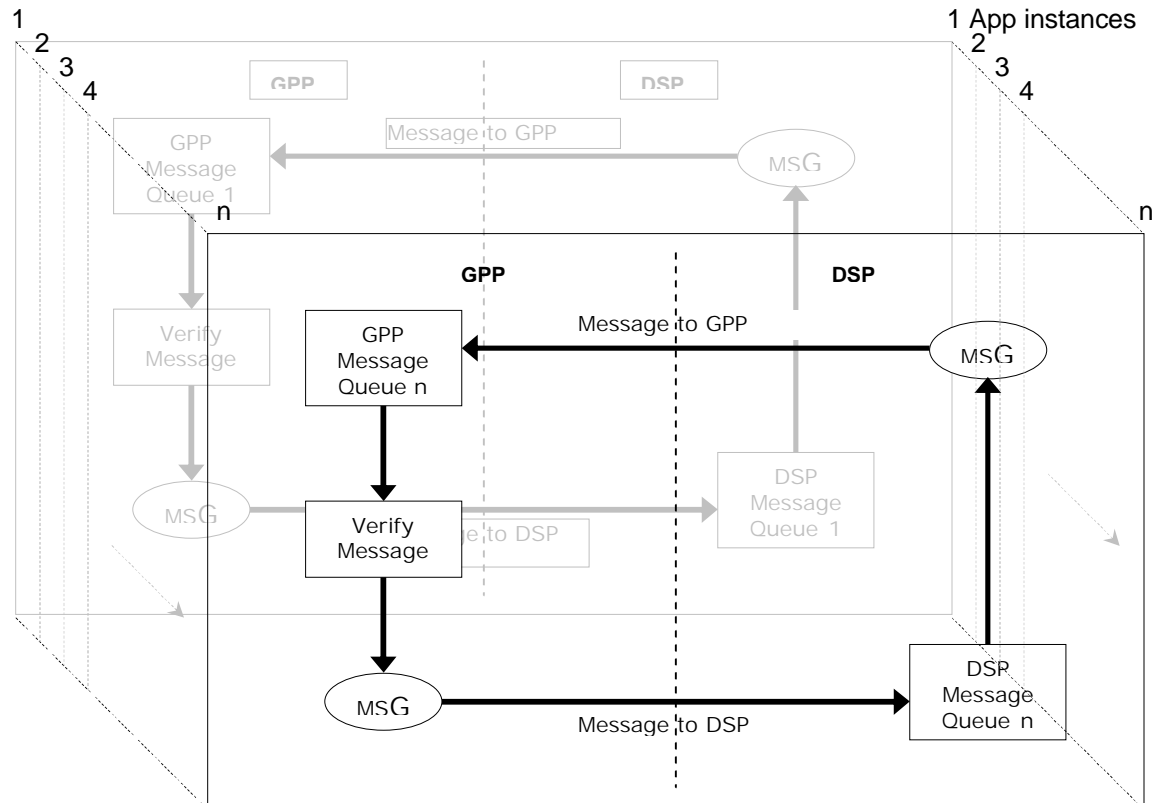 1
1 App instances
2
2
3
3
4
4
GPP
DSP
Message to GPP
GPP
Message
Queue 1
MSG
n
n
GPP
DSP
Verify
Message
Message to GPP
GPP
Message
Queue n
MSG
DSP
Message
Queue 1
MSG
Verify
Message
to DSP
DSP
Message
Queue n
MSG
Message to DSP